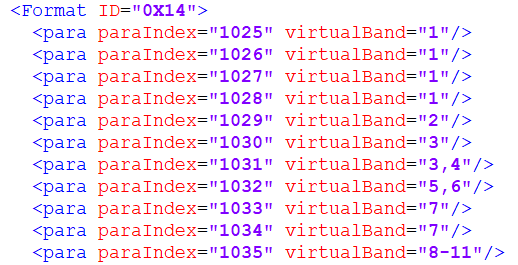 <Format ID="0X14">
<para paraIndex="1025" virtualBand="1"/>
<para paraIndex="1026" virtualBand="1"/>
<para paraIndex="1027" virtualBand="1"/>
<para paraIndex="1028" virtualBand="1"/>
<para paraIndex="1029" virtualBand="2"/>
<para paraIndex="1030" virtualBand="3"/>
<para paraIndex="1031" virtualBand="3,4"/>
<para paraIndex="1032" virtualBand="5,6"/>
<para paraIndex="1033" virtualBand="7"/>
<para paraIndex="1034" virtualBand="7"/>
<para paraIndex="1035" virtualBand="8-11"/>